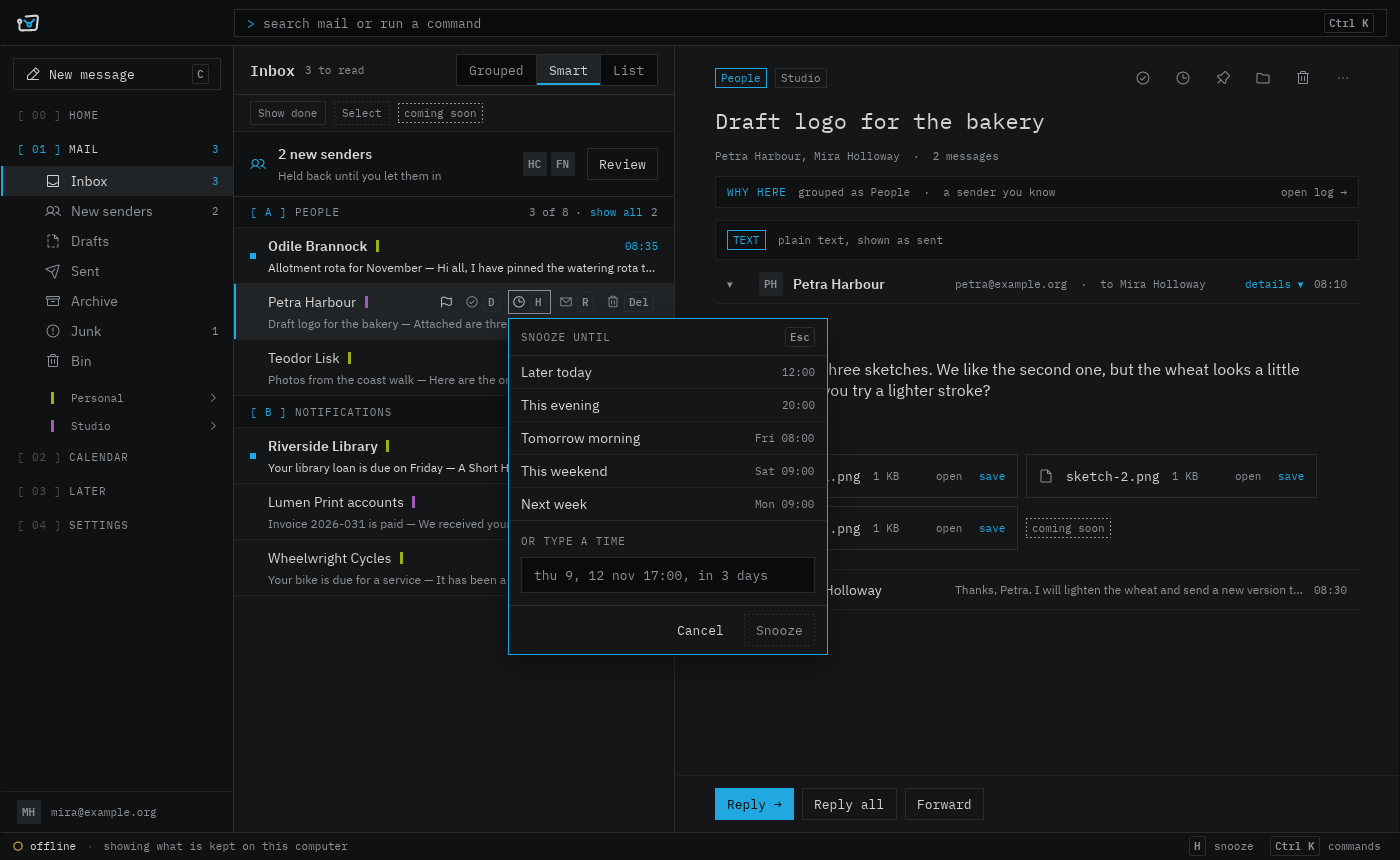 > search mail or run a command Ctrl K
New message C
[ 00 ] HOME
[ 01 ] MAIL 3
Inbox 3
New senders 2
Drafts
Sent
Archive
Junk 1
Bin
Personal
Studio
[ 02 ] CALENDAR
[ 03 ] LATER
[ 04 ] SETTINGS
MH mira@example.org
Inbox 3 to read Grouped Smart List
Show done Select coming soon
2 new senders
Held back until you let them in
HC FN Review
[ A ] PEOPLE 3 of 8 · show all 2
Odile Brannock 08:35
Allotment rota for November — Hi all, I have pinned the watering rota t…
Petra Harbour D H R Del
Draft logo for the bakery — Attached are thre
Teodor Lisk
Photos from the coast walk — Here are the o
[ B ] NOTIFICATIONS
Riverside Library
Your library loan is due on Friday — A Short H
Lumen Print accounts
Invoice 2026-031 is paid — We received your
Wheelwright Cycles
Your bike is due for a service — It has been a
SNOOZE UNTIL Esc
Later today 12:00
This evening 20:00
Tomorrow morning Fri 08:00
This weekend Sat 09:00
Next week Mon 09:00
OR TYPE A TIME
thu 9, 12 nov 17:00, in 3 days
Cancel Snooze
People Studio
Draft logo for the bakery
Petra Harbour, Mira Holloway · 2 messages
WHY HERE grouped as People · a sender you know open log →
TEXT plain text, shown as sent
▾ PH Petra Harbour petra@example.org · to Mira Holloway details ▾ 08:10
hree sketches. We like the second one, but the wheat looks a little
you try a lighter stroke?
.png 1 KB open save
sketch-2.png 1 KB open save
.png 1 KB open save
coming soon
Holloway Thanks, Petra. I will lighten the wheat and send a new version t… 08:30
Reply → Reply all Forward
offline · showing what is kept on this computer
H snooze Ctrl K commands